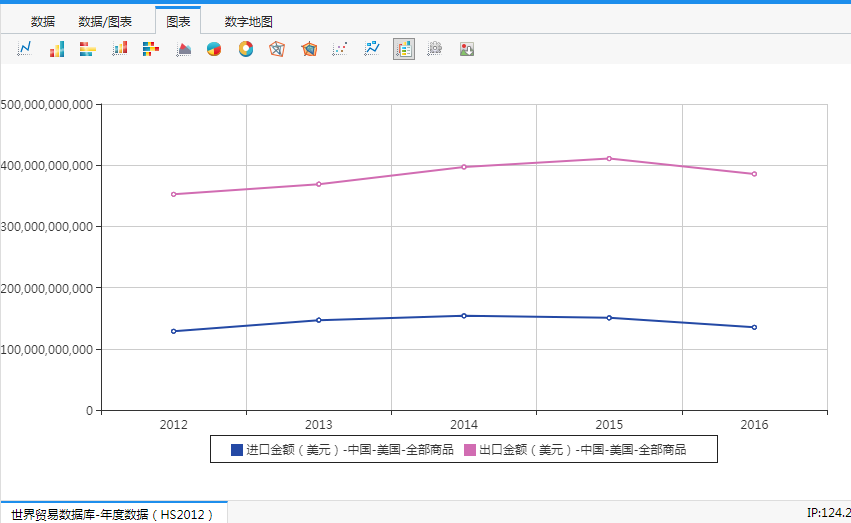 数据 数据/图表 图表 数字地图
500,000,000,000
400,000,000,000
300,000,000,000
200,000,000,000
100,000,000,000
0
2012 2013 2014 2015 2016
进口金额（美元）-中国-美国-全部商品 出口金额（美元）-中国-美国-全部商品
世界贸易数据库-年度数据（HS2012） IP:124.2